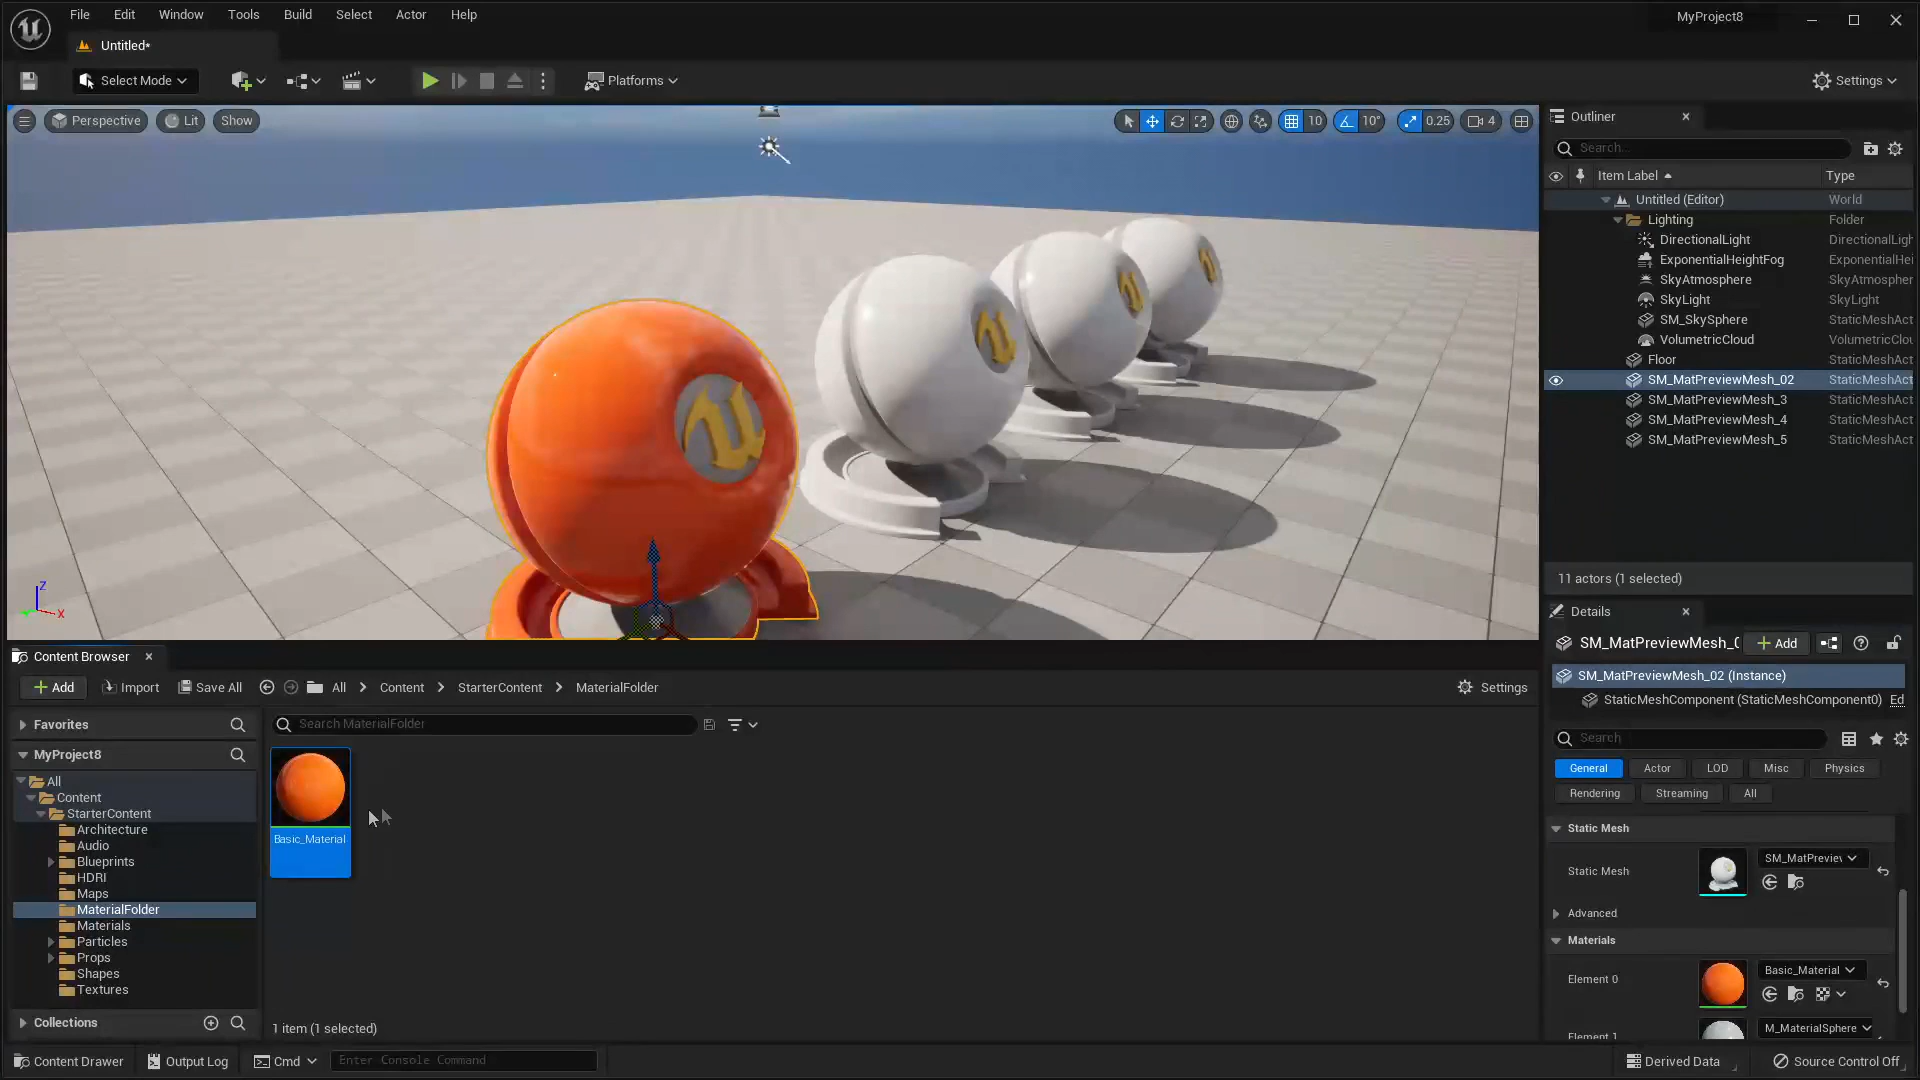 File Edit Window Tools Build Select Actor Help MyProject8
Untitled*
Select Mode Platforms Settings
Perspective Lit Show 10 10° 0.25 4
Outliner
Search...
Item Label Type
Untitled (Editor) World
Lighting Folder
DirectionalLight DirectionalLigh
ExponentialHeightFog ExponentialHei
SkyAtmosphere SkyAtmospher
SkyLight SkyLight
SM_SkySphere StaticMeshAct
VolumetricCloud VolumetricClou
Floor StaticMeshAct
SM_MatPreviewMesh_02 StaticMeshAct
SM_MatPreviewMesh_3 StaticMeshAct
SM_MatPreviewMesh_4 StaticMeshAct
SM_MatPreviewMesh_5 StaticMeshAct
11 actors (1 selected)
Z
X
Details
SM_MatPreviewMesh_ Add
SM_MatPreviewMesh_02 (Instance)
StaticMeshComponent (StaticMeshComponent0) Ed
Search
General Actor LOD Misc Physics
Rendering Streaming All
Static Mesh
Static Mesh SM_MatPreviev
Advanced
Materials
Element 0 Basic_Material
Element 1 M_MaterialSphere
Content Browser
Add Import Save All All Content StarterContent MaterialFolder Settings
Favorites
Search MaterialFolder
MyProject8
All
Content
StarterContent
Architecture
Audio
Blueprints
HDRI
Maps
MaterialFolder
Materials
Particles
Props
Shapes
Textures
Collections
Basic_Material
1 item (1 selected)
Content Drawer Output Log Cmd Enter Console Command Derived Data Source Control Off